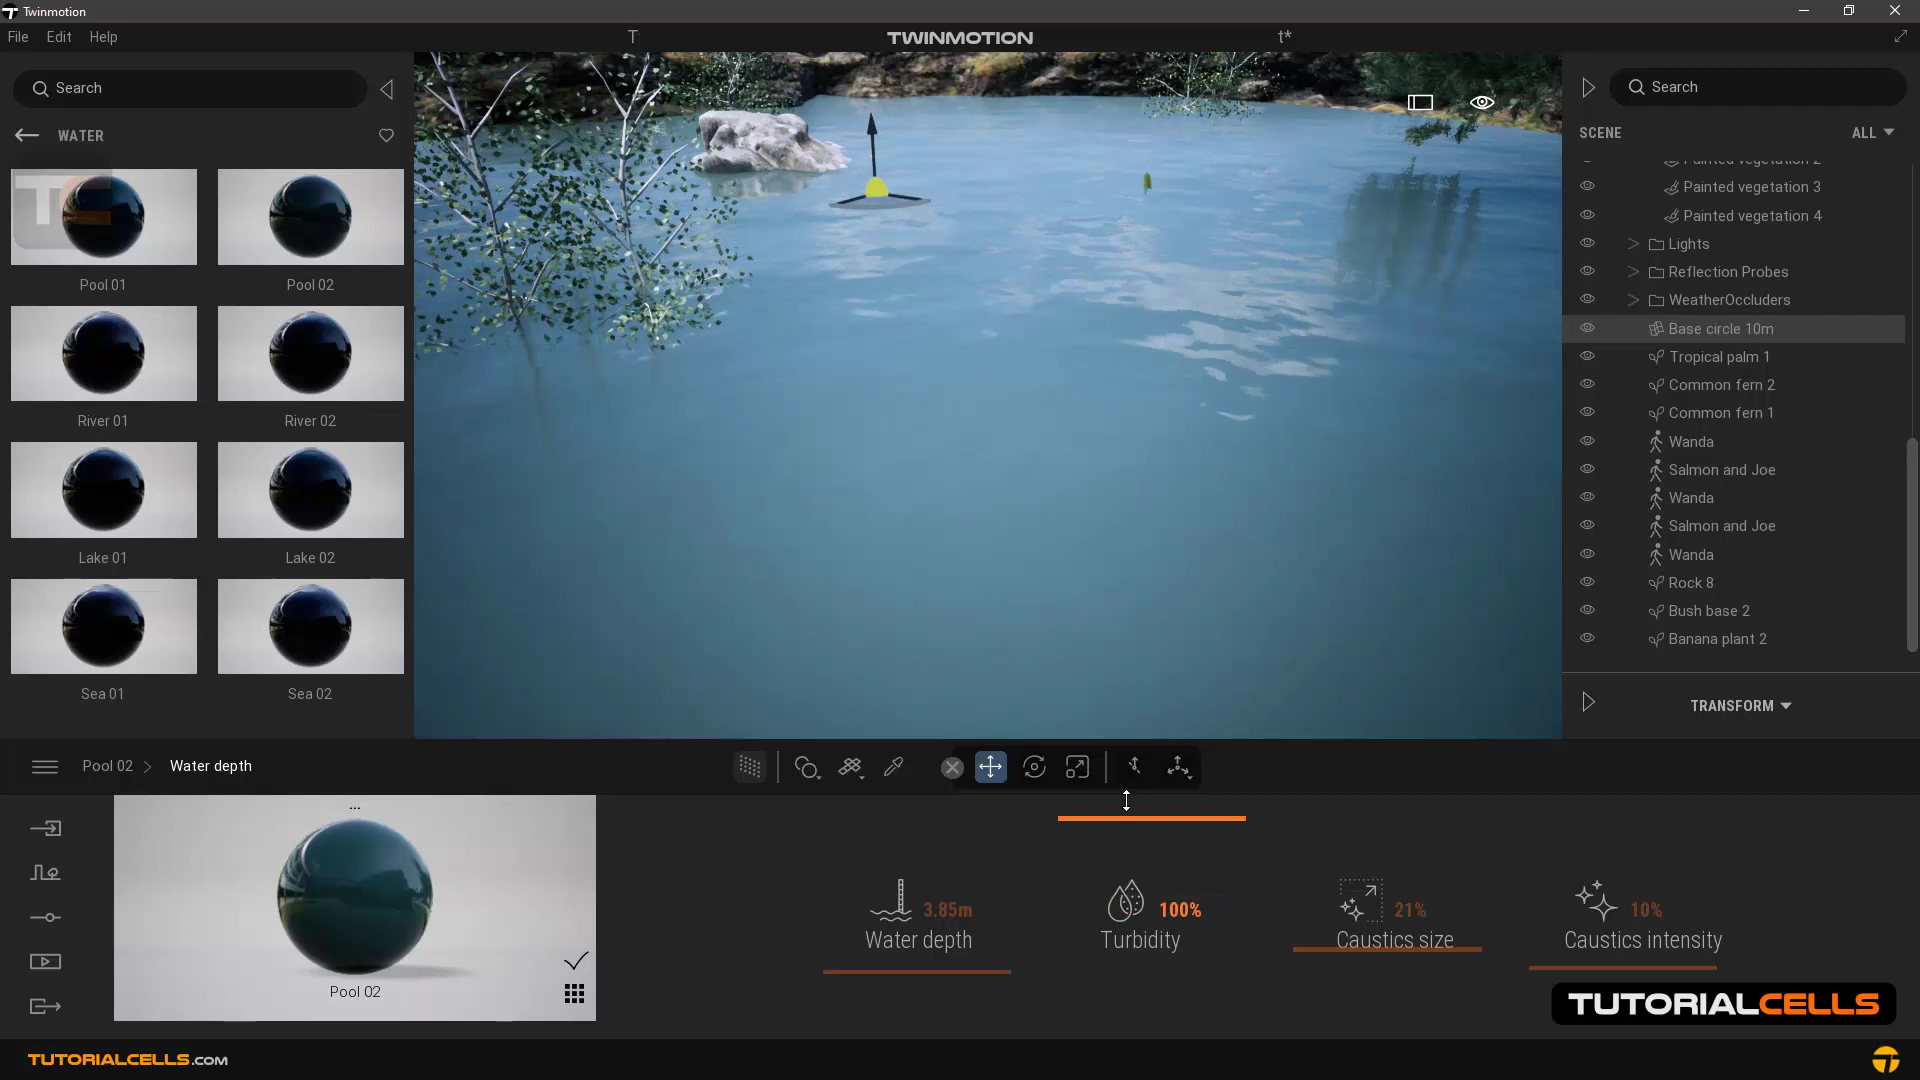 Twinmotion
File Edit Help
T
TWINMOTION
t*
Search
WATER
Pool 01
Pool 02
River 01
River 02
Lake 01
Lake 02
Sea 01
Sea 02
Search
SCENE
ALL
Painted vegetation 2
Painted vegetation 3
Painted vegetation 4
Lights
Reflection Probes
WeatherOccluders
Base circle 10m
Tropical palm 1
Common fern 2
Common fern 1
Wanda
Salmon and Joe
Wanda
Salmon and Joe
Wanda
Rock 8
Bush base 2
Banana plant 2
TRANSFORM
Pool 02 > Water depth
...
Pool 02
3.85m
Water depth
100%
Turbidity
21%
Caustics size
10%
Caustics intensity
TUTORIALCELLS
TUTORIALCELLS.COM